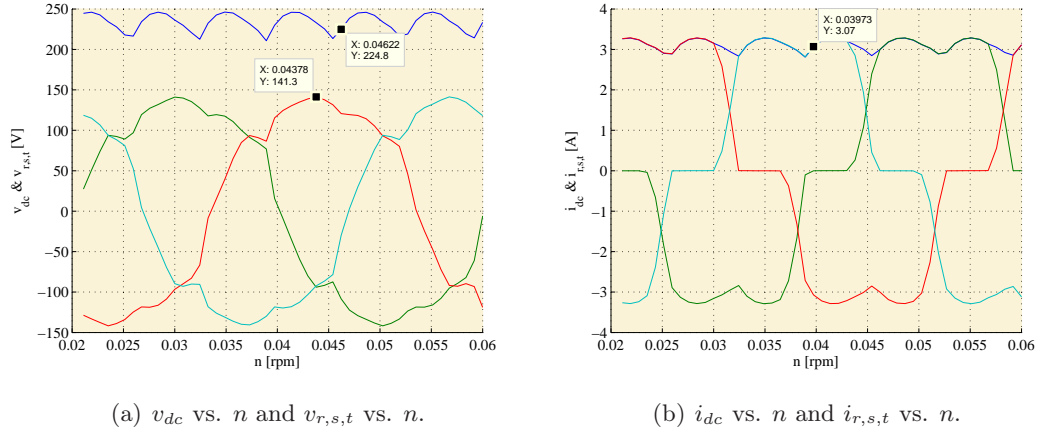 250
200
150
100
50
0
−50
−100
−150
v_dc & v_r,s,t [V]
X: 0.04622
Y: 224.8
X: 0.04378
Y: 141.3
0.02 0.025 0.03 0.035 0.04 0.045 0.05 0.055 0.06
n [rpm]
(a) v_dc vs. n and v_r,s,t vs. n.
4
3
2
1
0
−1
−2
−3
−4
i_dc & i_r,s,t [A]
X: 0.03973
Y: 3.07
0.02 0.025 0.03 0.035 0.04 0.045 0.05 0.055 0.06
n [rpm]
(b) i_dc vs. n and i_r,s,t vs. n.